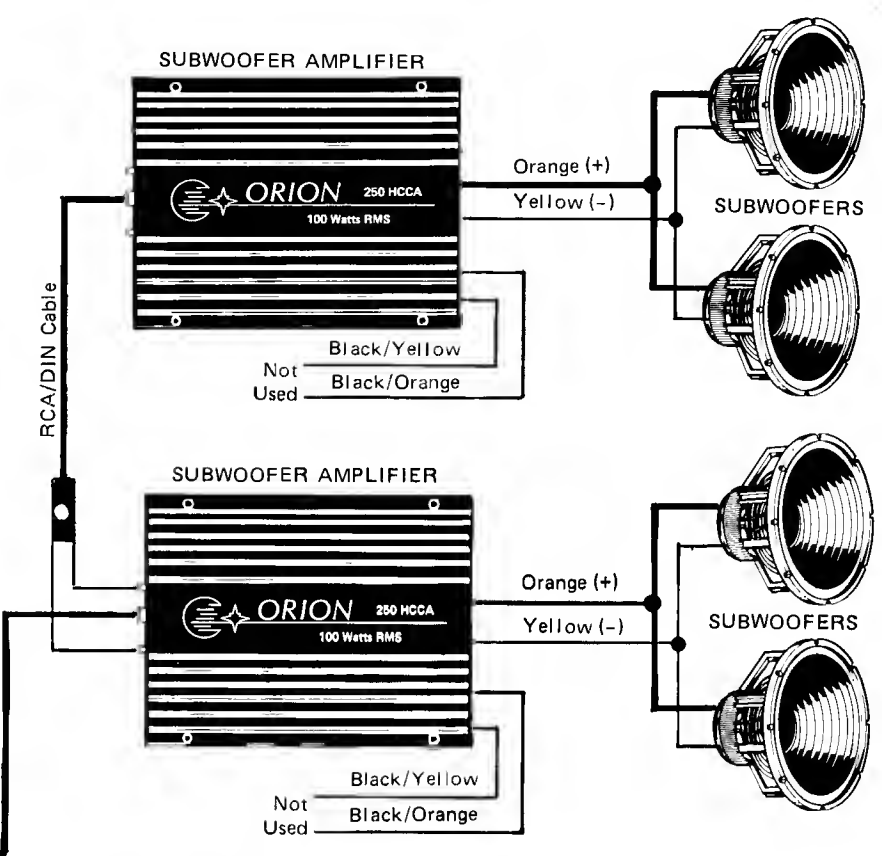 SUBWOOFER AMPLIFIER
ORION 250 HCCA
100 Watts RMS
Orange (+)
Yellow (-)
SUBWOOFERS
RCA/DIN Cable
Black/Yellow
Not
Used
Black/Orange
SUBWOOFER AMPLIFIER
ORION 250 HCCA
100 Watts RMS
Orange (+)
Yellow (-)
SUBWOOFERS
Black/Yellow
Not
Used
Black/Orange